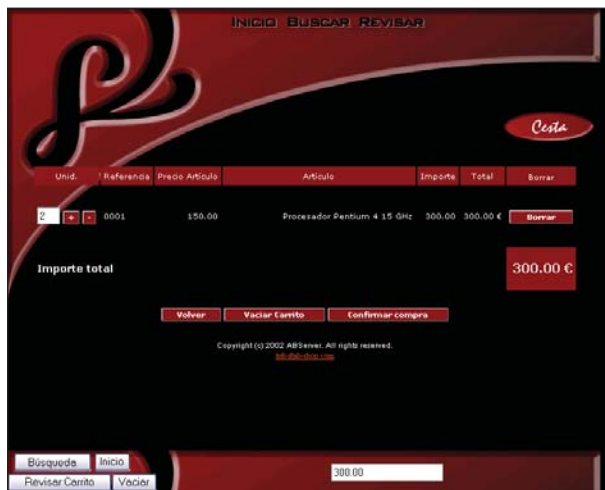 INICIO BUSCAR REVISAR
Cesta
Unid. Referencia Precio Artículo Artículo Importe Total Borrar
2 + - 0001 150.00 Procesador Pentium 4 15 GHz 300.00 300.00 € Borrar
Importe total 300.00 €
Volver Vaciar Carrito Confirmar compra
Copyright (c) 2002 ABServer. All rights reserved.
Búsqueda Inicio
Revisar Carrito Vaciar 300.00